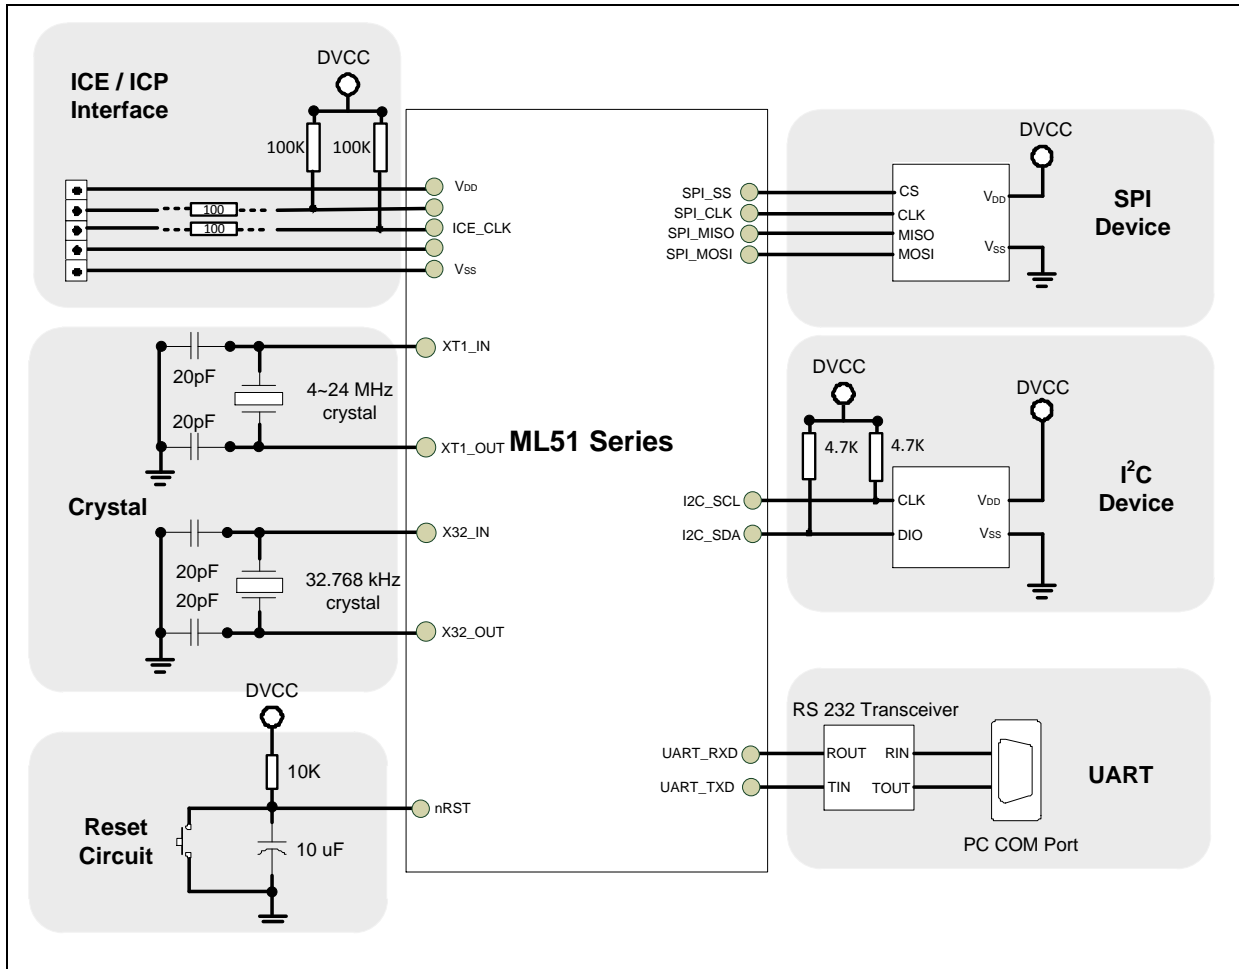 ICE / ICP
Interface
DVCC
100K
100K
100
100
VDD
ICE_CLK
VSS
XT1_IN
20pF
4~24 MHz
crystal
20pF
XT1_OUT
Crystal
X32_IN
20pF
20pF
32.768 kHz
crystal
X32_OUT
DVCC
10K
nRST
Reset
Circuit
10 uF
ML51 Series
SPI_SS
SPI_CLK
SPI_MISO
SPI_MOSI
CS
CLK
MISO
MOSI
VDD
VSS
DVCC
SPI
Device
DVCC
DVCC
4.7K
4.7K
I2C_SCL
I2C_SDA
CLK
DIO
VDD
VSS
I2C
Device
RS 232 Transceiver
UART_RXD
UART_TXD
ROUT
RIN
TIN
TOUT
UART
PC COM Port